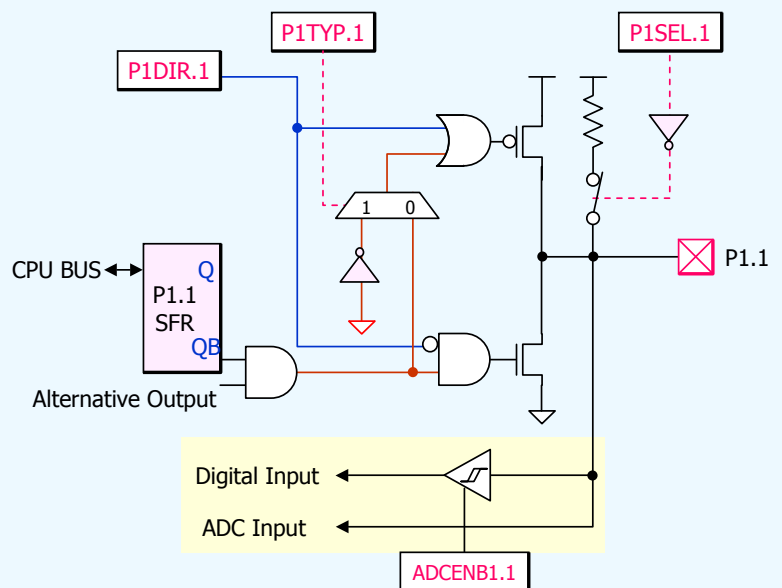 P1TYP.1
P1SEL.1
P1DIR.1
1 0
CPU BUS
Q
P1.1
SFR
QB
P1.1
Alternative Output
Digital Input
ADC Input
ADCENB1.1